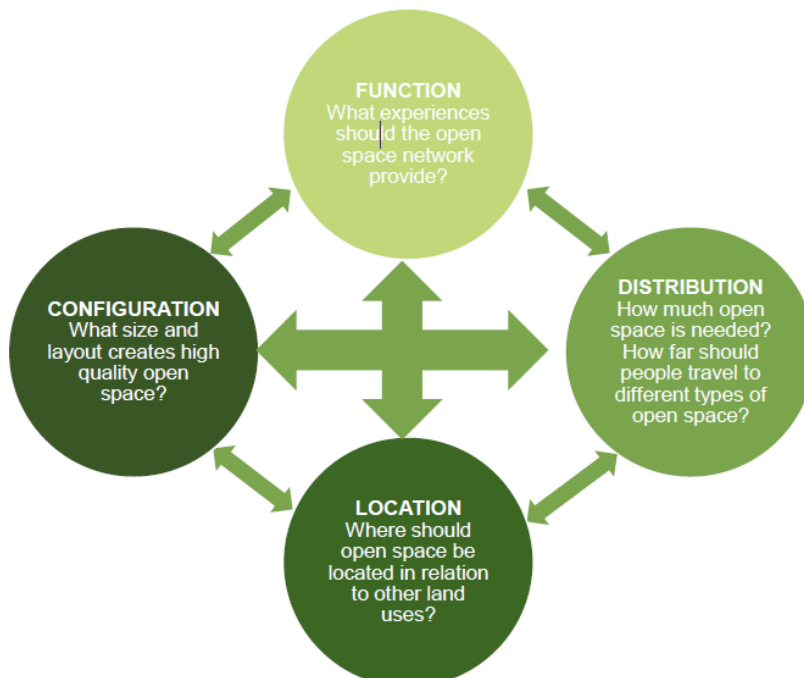 FUNCTION
What experiences
should the open
space network
provide?
CONFIGURATION
What size and
layout creates high
quality open
space?
DISTRIBUTION
How much open
space is needed?
How far should
people travel to
different types of
open space?
LOCATION
Where should
open space be
located in relation
to other land
uses?